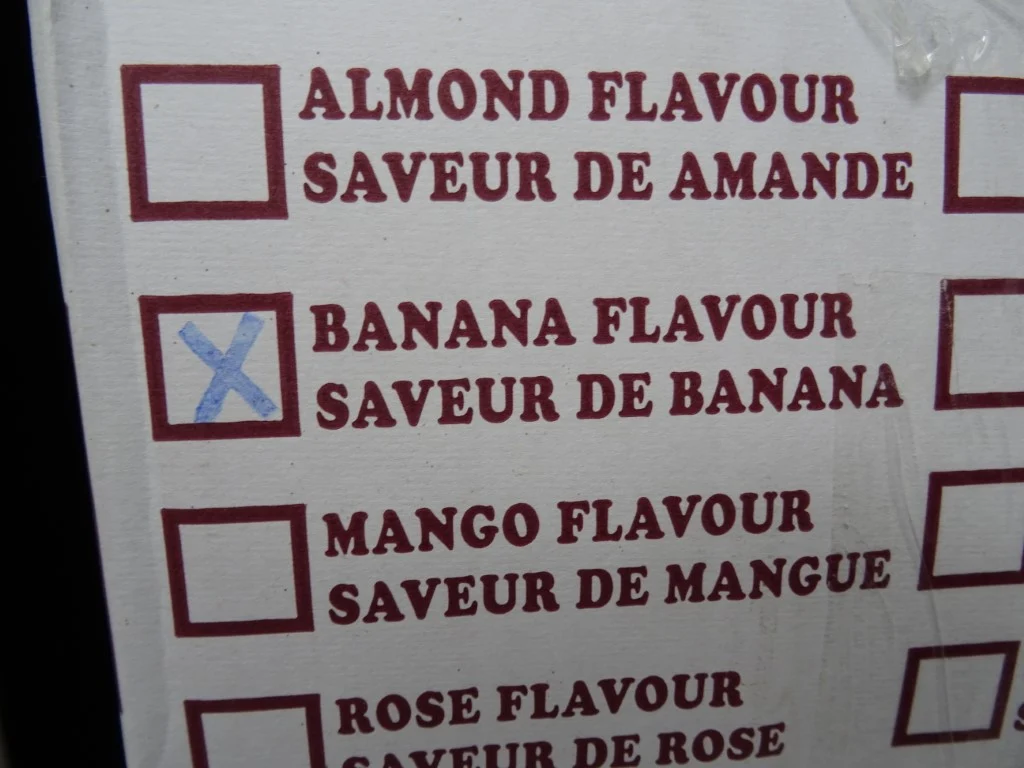 ALMOND FLAVOUR
SAVEUR DE AMANDE
BANANA FLAVOUR
SAVEUR DE BANANA
MANGO FLAVOUR
SAVEUR DE MANGUE
ROSE FLAVOUR
SAVEUR DE ROSE